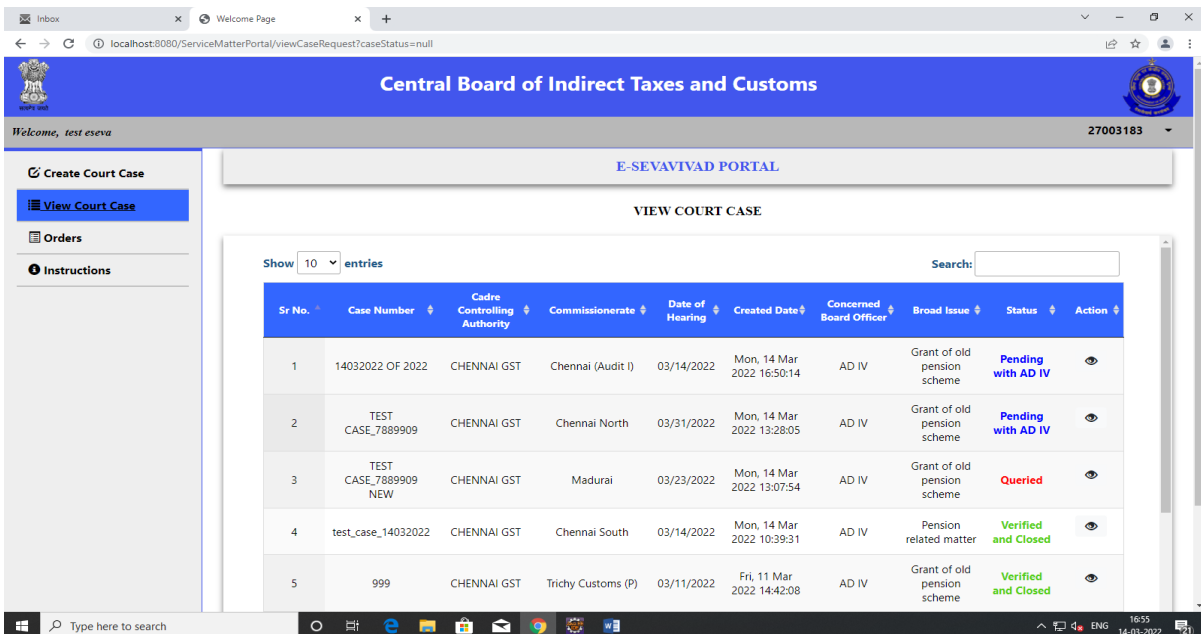 Inbox
Welcome Page
localhost:8080/ServiceMatterPortal/viewCaseRequest?caseStatus=null
Central Board of Indirect Taxes and Customs
Welcome, test eseva
27003183
Create Court Case
View Court Case
Orders
Instructions
E-SEVAVIVAD PORTAL
VIEW COURT CASE
Show 10 entries
Search:
Sr No. Case Number Cadre Controlling Authority Commissionerate Date of Hearing Created Date Concerned Board Officer Broad Issue Status Action
1 14032022 OF 2022 CHENNAI GST Chennai (Audit I) 03/14/2022 Mon, 14 Mar 2022 16:50:14 AD IV Grant of old pension scheme Pending with AD IV
2 TEST CASE_7889909 CHENNAI GST Chennai North 03/31/2022 Mon, 14 Mar 2022 13:28:05 AD IV Grant of old pension scheme Pending with AD IV
3 TEST CASE_7889909 NEW CHENNAI GST Madurai 03/23/2022 Mon, 14 Mar 2022 13:07:54 AD IV Grant of old pension scheme Queried
4 test_case_14032022 CHENNAI GST Chennai South 03/14/2022 Mon, 14 Mar 2022 10:39:31 AD IV Pension related matter Verified and Closed
5 999 CHENNAI GST Trichy Customs (P) 03/11/2022 Fri, 11 Mar 2022 14:42:08 AD IV Grant of old pension scheme Verified and Closed
Type here to search
ENG
16:55
14-03-2022
21